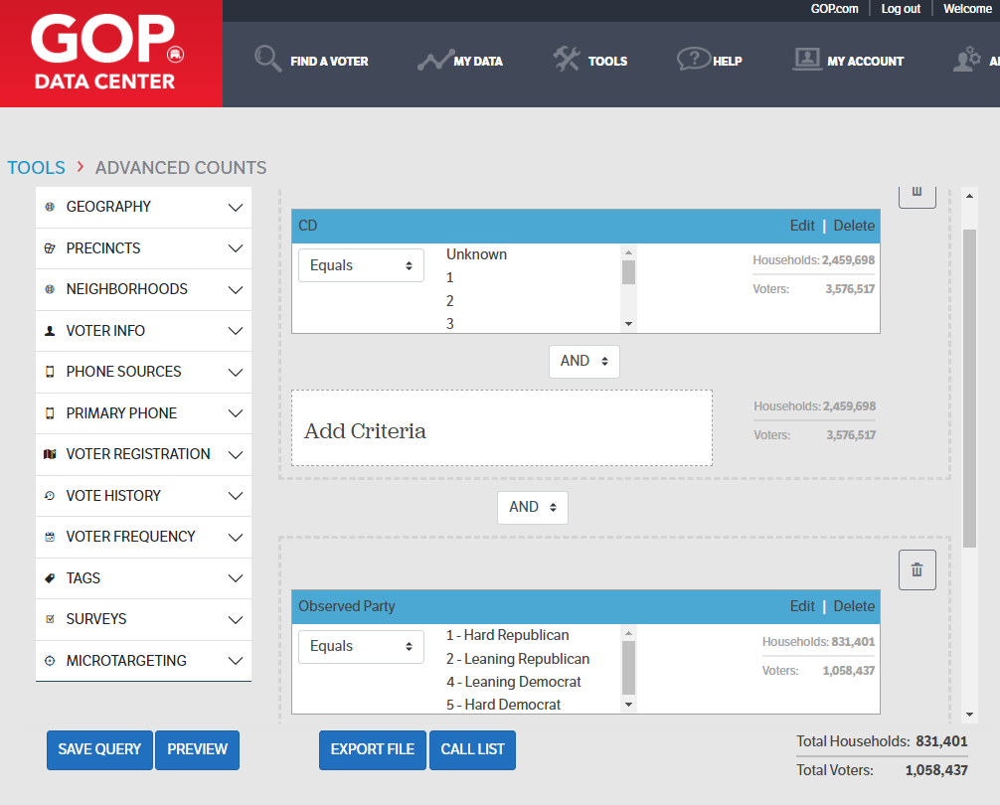 GOP.com Log out Welcome
GOP
DATA CENTER
FIND A VOTER MY DATA TOOLS HELP MY ACCOUNT
TOOLS > ADVANCED COUNTS
GEOGRAPHY
PRECINCTS
NEIGHBORHOODS
VOTER INFO
PHONE SOURCES
PRIMARY PHONE
VOTER REGISTRATION
VOTE HISTORY
VOTER FREQUENCY
TAGS
SURVEYS
MICROTARGETING
CD Edit | Delete
Equals
Unknown
1
2
3
Households: 2,459,698
Voters: 3,576,517
AND
Add Criteria
Households: 2,459,698
Voters: 3,576,517
AND
Observed Party Edit | Delete
Equals
1 - Hard Republican
2 - Leaning Republican
4 - Leaning Democrat
5 - Hard Democrat
Households: 831,401
Voters: 1,058,437
SAVE QUERY PREVIEW EXPORT FILE CALL LIST
Total Households: 831,401
Total Voters: 1,058,437